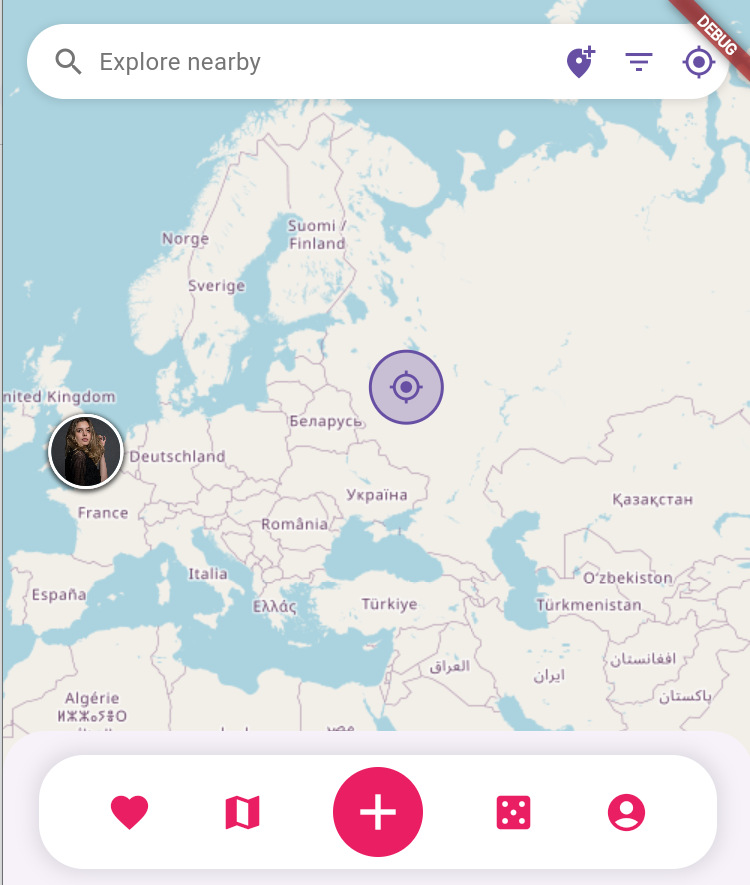 DEBUG
Explore nearby
Suomi /
Finland
Norge
Sverige
nited Kingdom
Беларусь
Deutschland
Україна
Қазақстан
France
România
Italia
O‘zbekiston
España
Ελλάς
Türkiye
Türkmenistan
العراق
ایران
افغانستان
پاکستان
Algérie
ⵍⵣⵣⴰⵢⴻⵔ